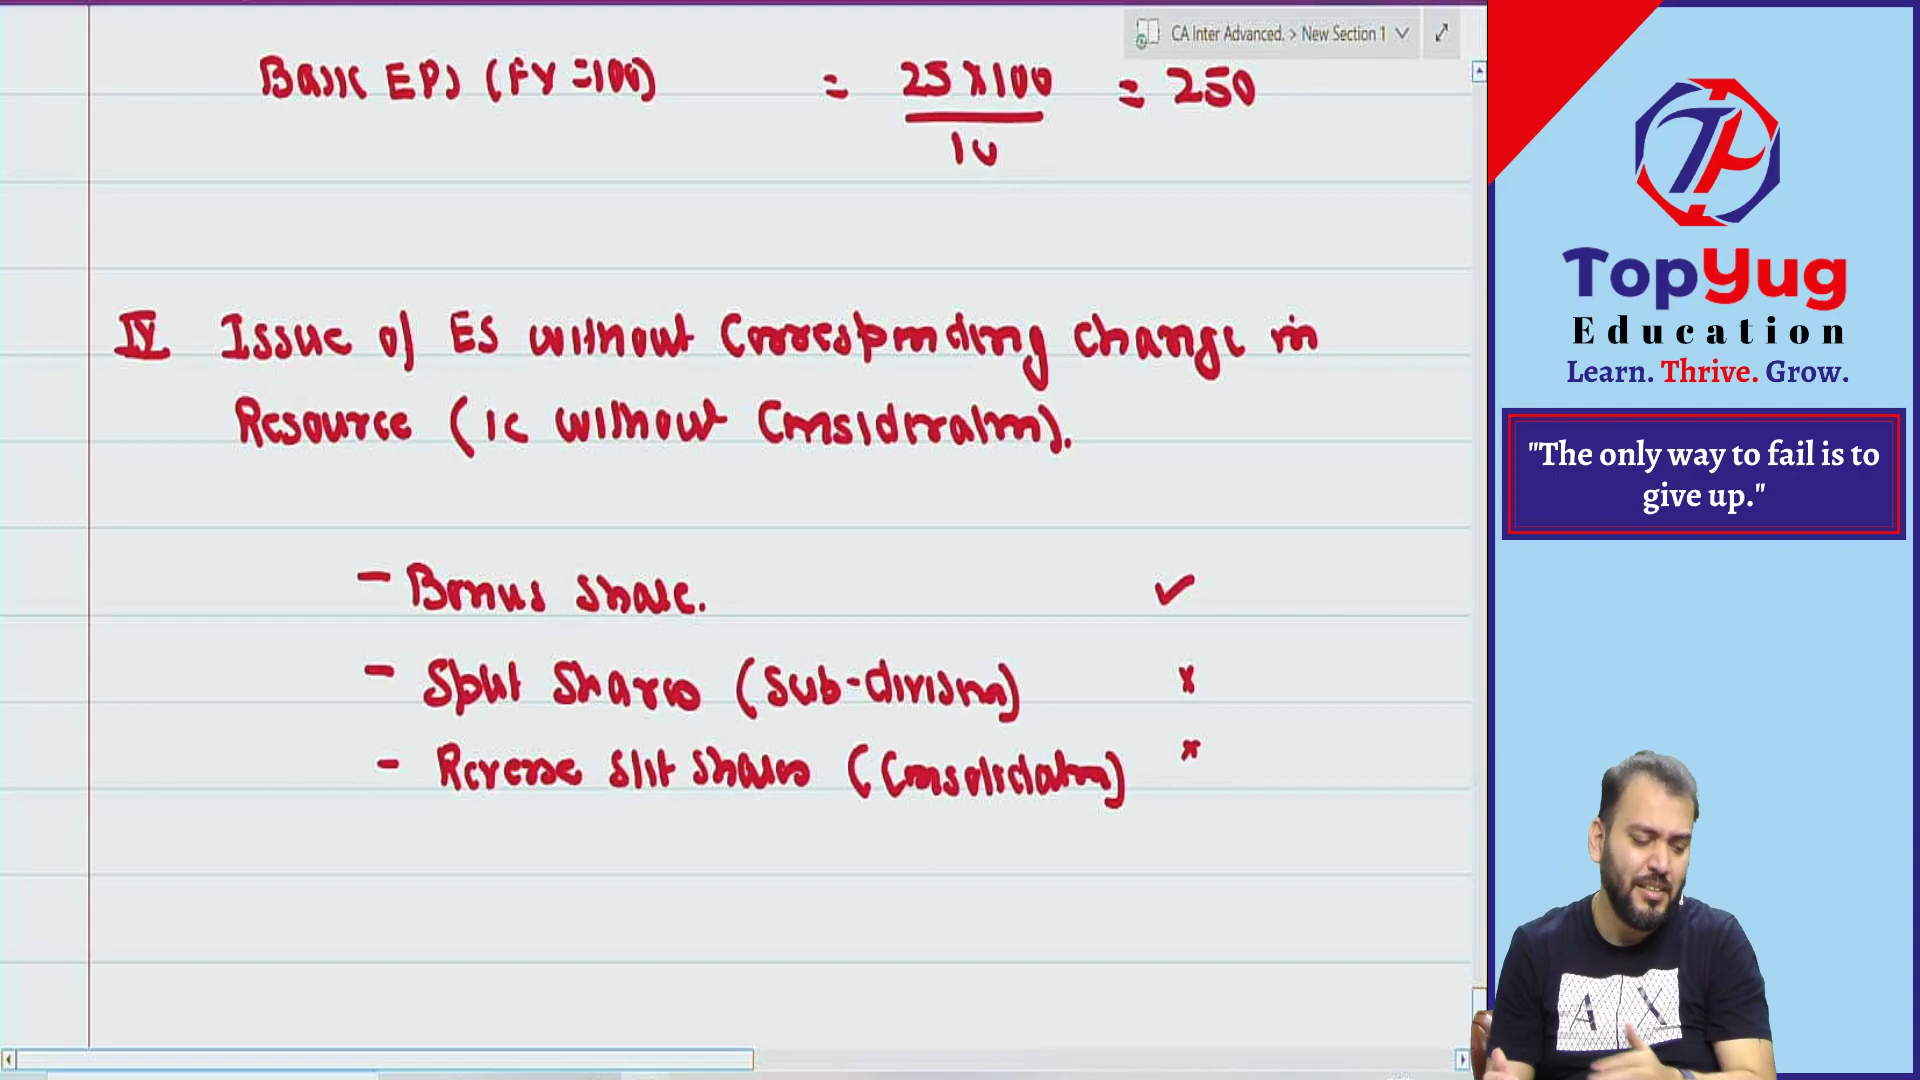 CA Inter Advanced. > New Section 1
Basic EPS (FV = 100) = 25 x 100 / 10 = 250
IV Issue of ES without Corresponding change in
Resource (ie without Consideration).
- Bonus Share. ✓
- Split Shares (Sub-division) x
- Reverse Slit Shares (Consolidation) x
TopYug
Education
Learn. Thrive. Grow.
"The only way to fail is to
give up."
A X